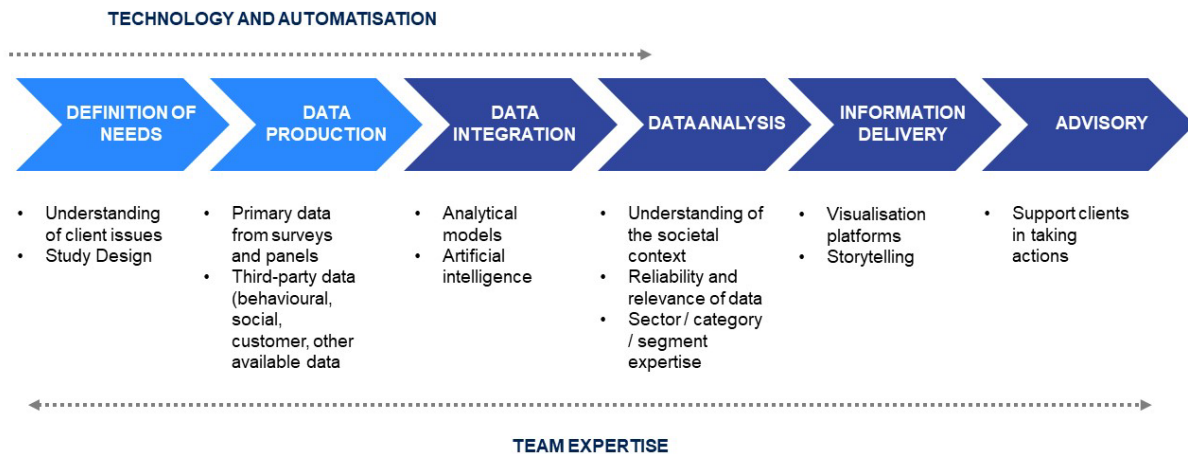 TECHNOLOGY AND AUTOMATISATION
DEFINITION OF
NEEDS
DATA
PRODUCTION
DATA
INTEGRATION
DATA ANALYSIS
INFORMATION
DELIVERY
ADVISORY
• Understanding
of client issues
• Study Design
• Primary data
from surveys
and panels
• Third-party data
(behavioural,
social,
customer, other
available data
• Analytical
models
• Artificial
intelligence
• Understanding of
the societal
context
• Reliability and
relevance of data
• Sector / category
/ segment
expertise
• Visualisation
platforms
• Storytelling
• Support clients
in taking
actions
TEAM EXPERTISE